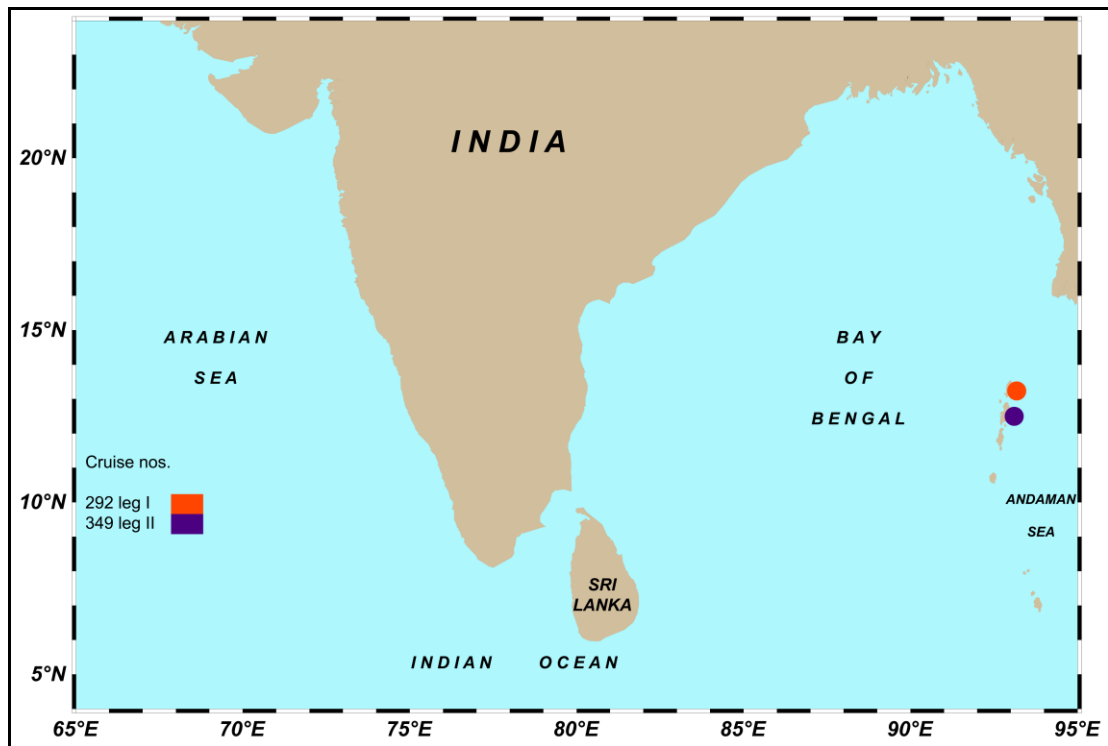 INDIA
20°N
15°N
ARABIAN
SEA
BAY
OF
BENGAL
Cruise nos.
292 leg I
349 leg II
10°N
ANDAMAN
SEA
SRI
LANKA
INDIAN OCEAN
5°N
65°E 70°E 75°E 80°E 85°E 90°E 95°E